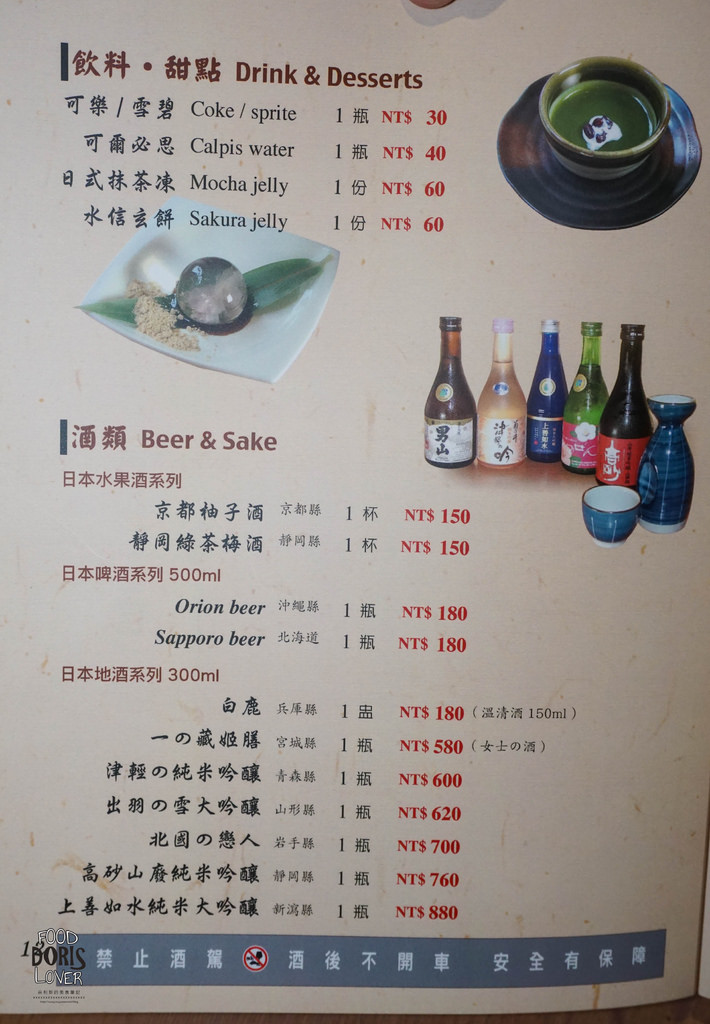 飲料・甜點 Drink & Desserts
可樂/雪碧 Coke / sprite 1 瓶 NT$ 30
可爾必思 Calpis water 1 瓶 NT$ 40
日式抹茶凍 Mocha jelly 1 份 NT$ 60
水信玄餅 Sakura jelly 1 份 NT$ 60
男山
上善如水
高砂
酒類 Beer & Sake
日本水果酒系列
京都柚子酒 京都縣 1 杯 NT$ 150
靜岡綠茶梅酒 靜岡縣 1 杯 NT$ 150
日本啤酒系列 500ml
Orion beer 沖繩縣 1 瓶 NT$ 180
Sapporo beer 北海道 1 瓶 NT$ 180
日本地酒系列 300ml
白鹿 兵庫縣 1 盅 NT$ 180 (溫清酒 150ml)
一の藏姬膳 宮城縣 1 瓶 NT$ 580 (女士の酒)
津輕の純米吟釀 青森縣 1 瓶 NT$ 600
出羽の雪大吟釀 山形縣 1 瓶 NT$ 620
北國の戀人 岩手縣 1 瓶 NT$ 700
高砂山廢純米吟釀 靜岡縣 1 瓶 NT$ 760
上善如水純米大吟釀 新瀉縣 1 瓶 NT$ 880
禁止酒駕 酒後不開車 安全有保障
FOOD
DORIS
LOVER